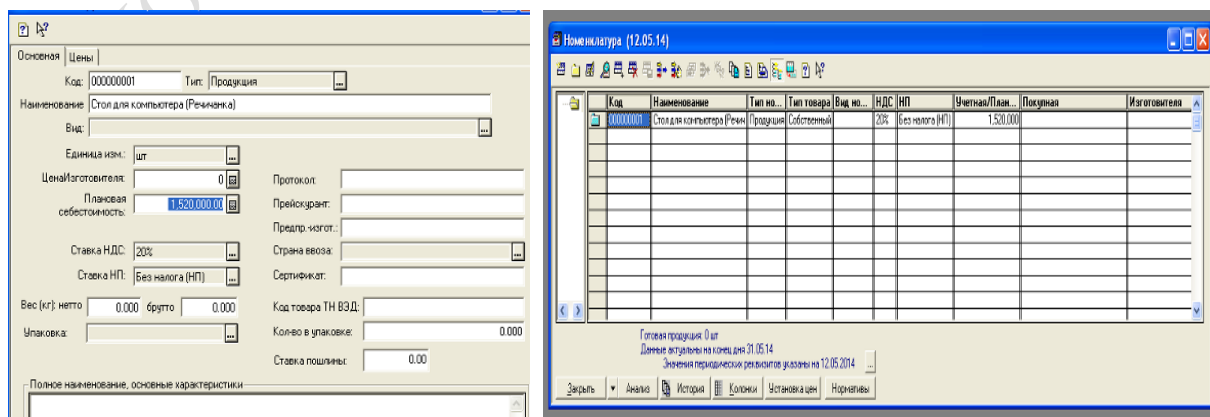 Основная Цены
Код: 000000001 Тип: Продукция ...
Наименование Стол для компьютера (Речичанка)
Вид: ...
Единица изм.: шт ...
ЦенаИзготовителя: 0 Протокол:
Плановая себестоимость: 1,520,000.00 Прейскурант:
Предпр.-изгот.:
Ставка НДС: 20% ... Страна ввоза: ...
Ставка НП: Без налога (НП) ... Сертификат:
Вес (кг): нетто 0.000 брутто 0.000 Код товара ТН ВЭД:
Упаковка: ... Кол-во в упаковке: 0.000
Ставка пошлины: 0.00
Полное наименование, основные характеристики
Номенклатура (12.05.14)
Код Наименование Тип но... Тип товара Вид но... НДС НП Учетная/План... Покупная Изготовителя
000000001 Стол для компьютера (Речич Продукция Собственный 20% Без налога (НП) 1,520,000
Готовая продукция: 0 шт
Данные актуальны на конец дня 31.05.14
Значения периодических реквизитов указаны на 12.05.2014 ...
Закрыть Анализ История Колонки Установка цен Нормативы